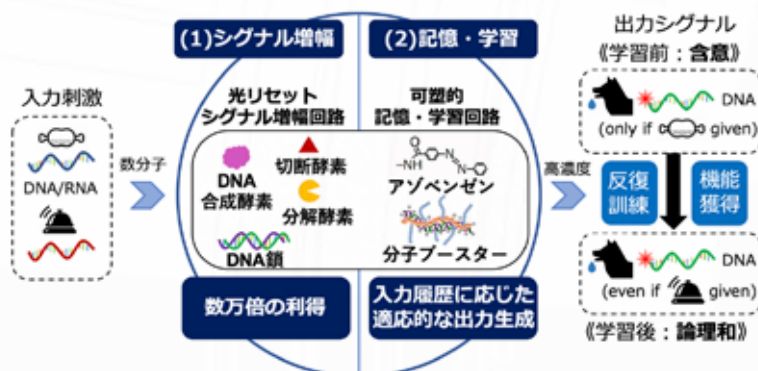 入力刺激
DNA/RNA
数分子
(1)シグナル増幅
光リセット
シグナル増幅回路
DNA
合成酵素
切断酵素
分解酵素
DNA鎖
数万倍の利得
(2)記憶・学習
可塑的
記憶・学習回路
O
N
N
–NH
アゾベンゼン
分子ブースター
入力履歴に応じた
適応的な出力生成
高濃度
出力シグナル
《学習前:含意》
DNA
(only if given)
反復
訓練
機能
獲得
DNA
(even if given)
《学習後:論理和》